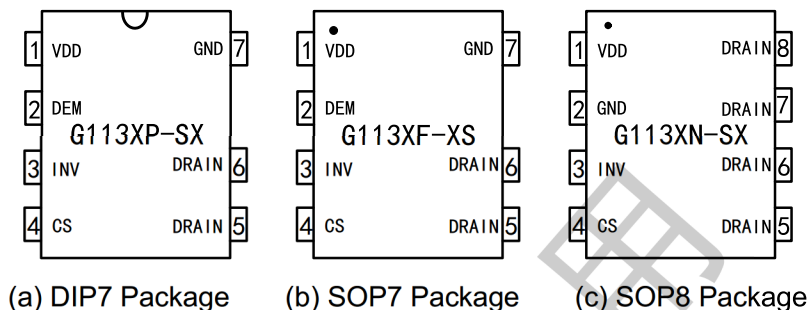 1 VDD GND 7
2 DEM
G113XP-SX
3 INV DRAIN 6
4 CS DRAIN 5
(a) DIP7 Package
1 VDD GND 7
2 DEM
G113XF-XS
3 INV DRAIN 6
4 CS DRAIN 5
(b) SOP7 Package
1 VDD DRAIN 8
2 GND DRAIN 7
G113XN-SX
3 INV DRAIN 6
4 CS DRAIN 5
(c) SOP8 Package